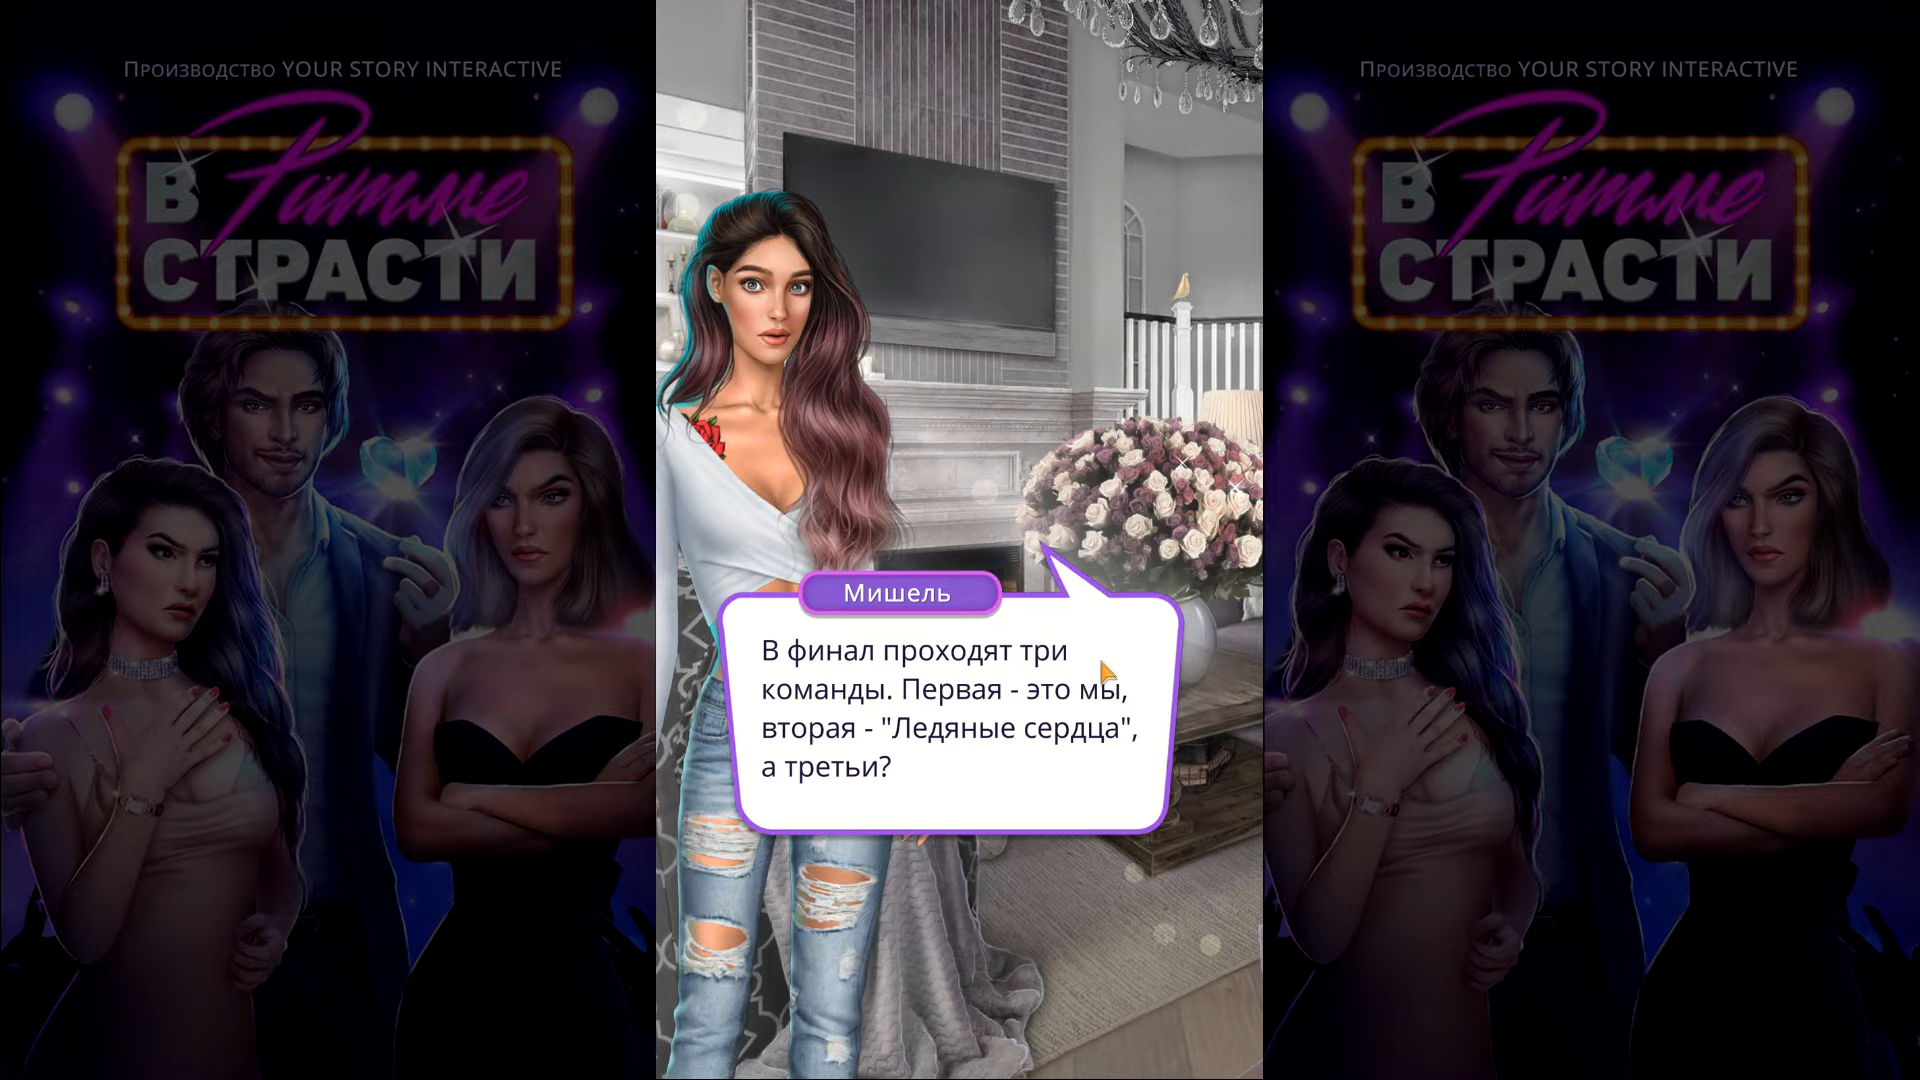 Производство YOUR STORY INTERACTIVE
В Ритме
СТРАСТИ
Мишель
В финал проходят три
команды. Первая - это мы,
вторая - "Ледяные сердца",
а третьи?
Производство YOUR STORY INTERACTIVE
В Ритме
СТРАСТИ